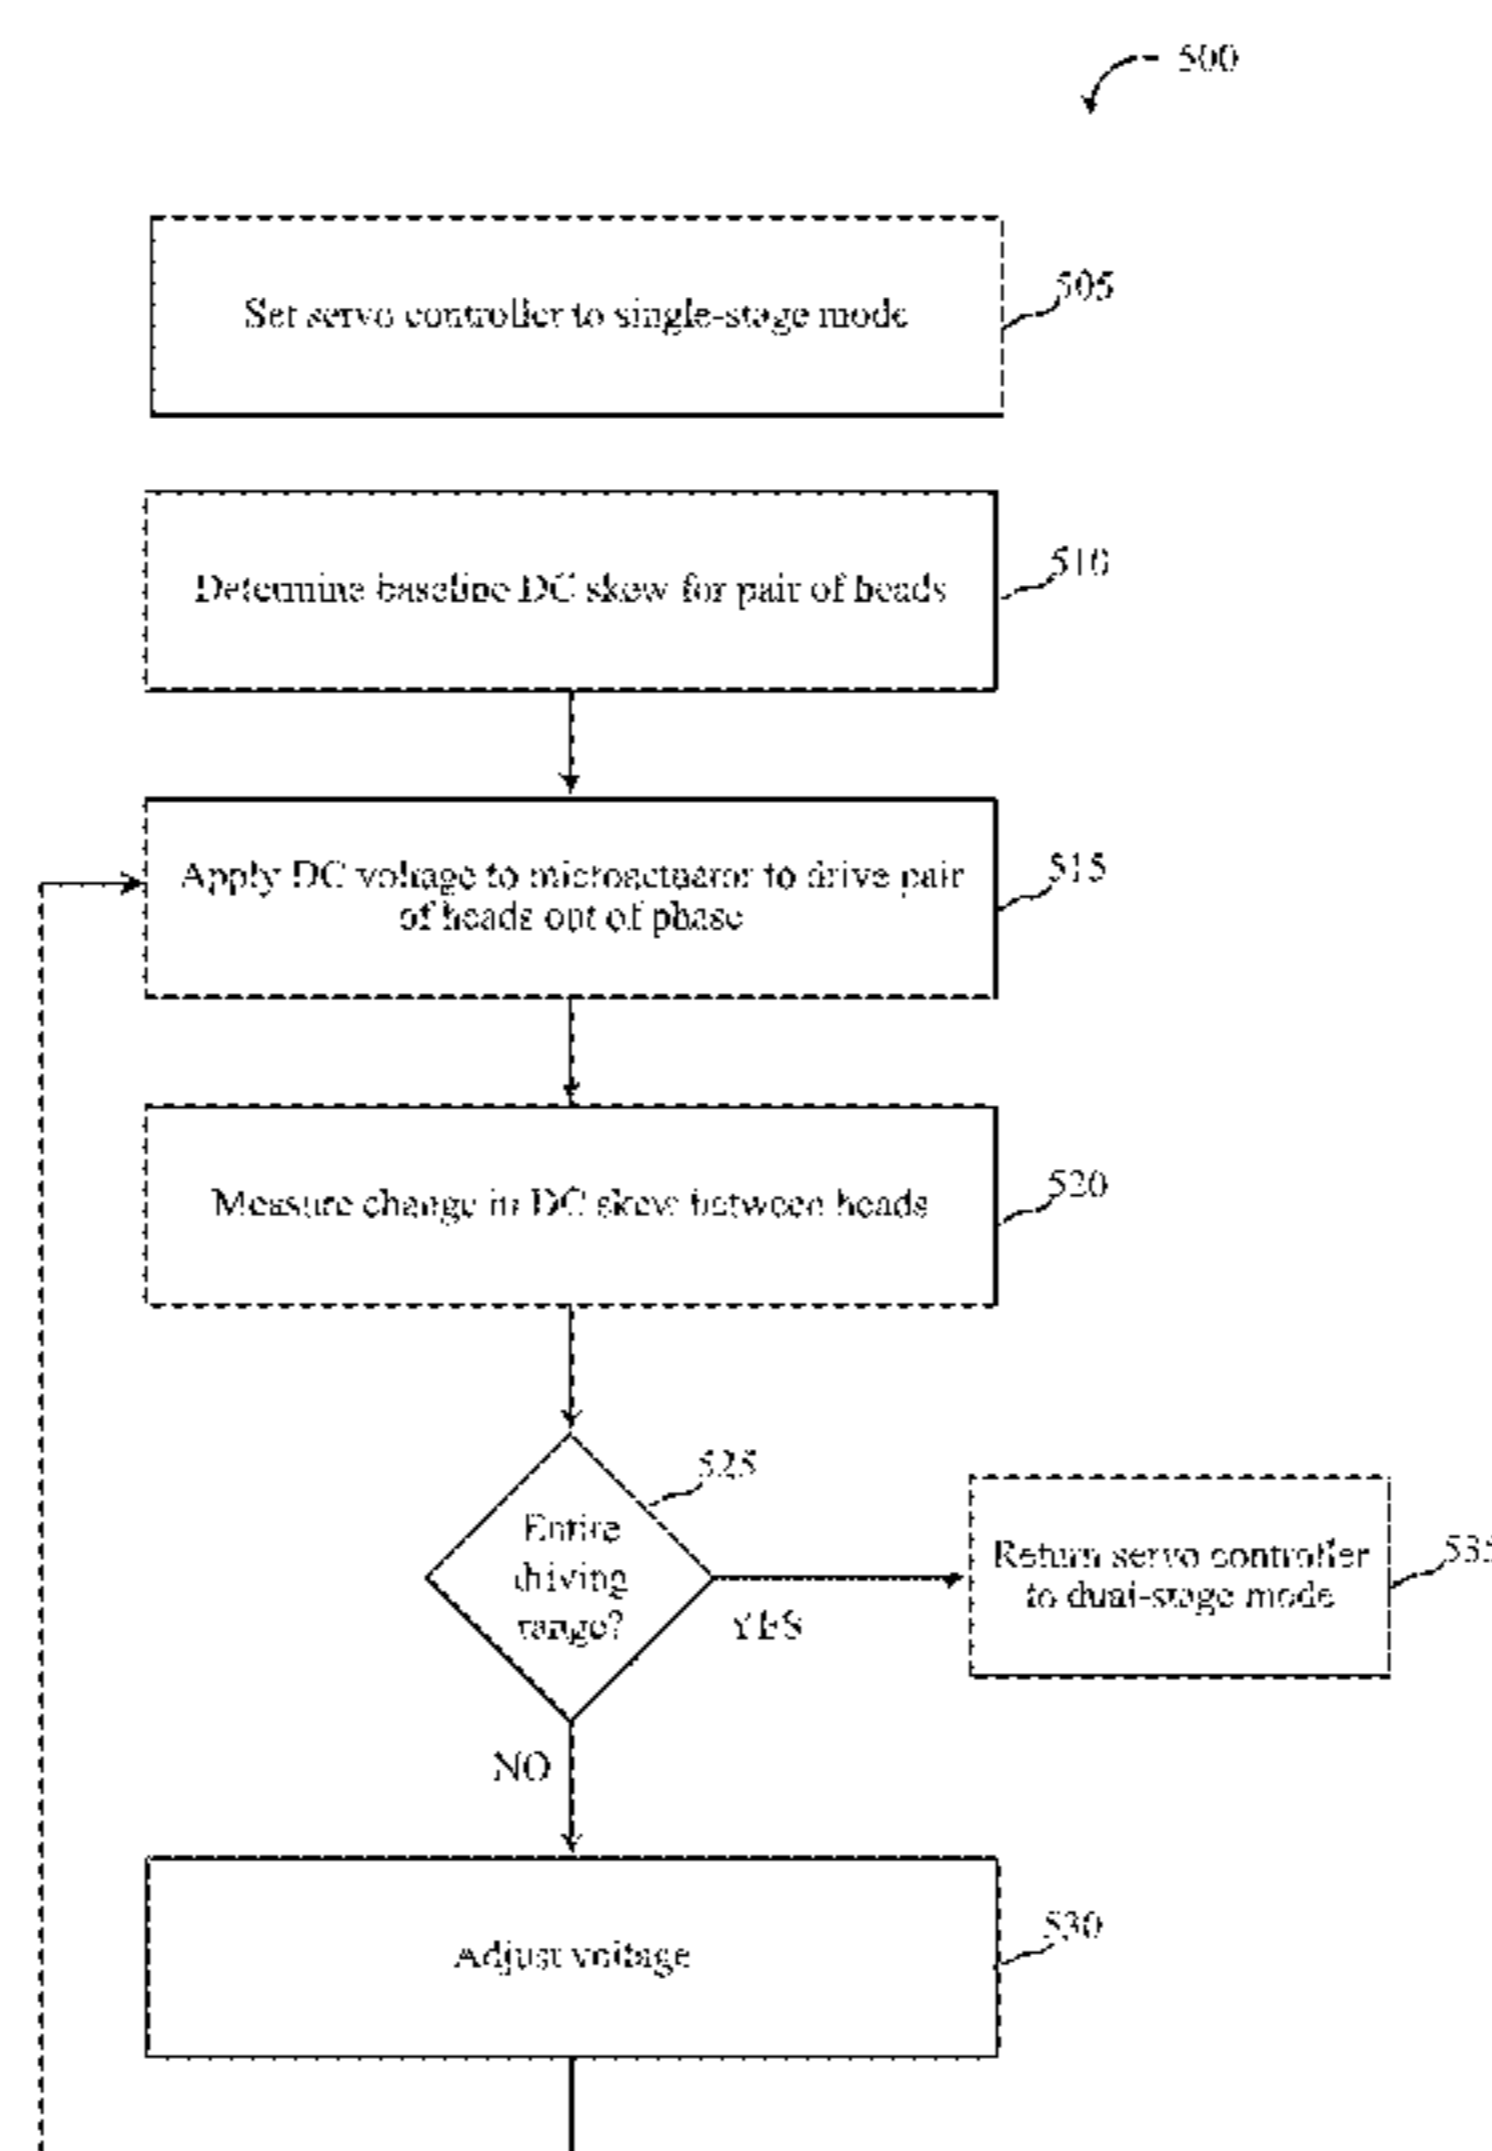 500
Set servo controller to single-stage mode
505
Determine baseline DC skew for pair of heads
510
Apply DC voltage to microactuator to drive pair
of heads out of phase
515
Measure change in DC skew between heads
520
525
Entire
driving
range?
YES
Return servo controller
to dual-stage mode
535
NO
Adjust voltage
530